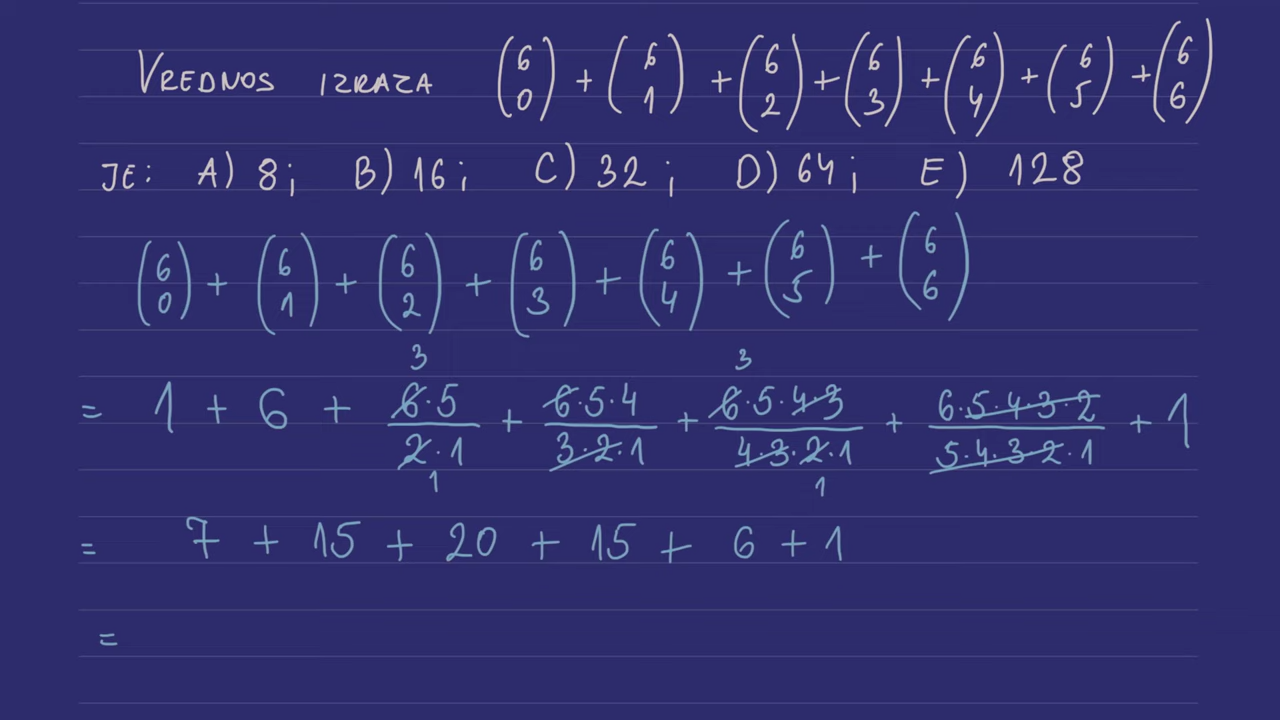 VREDNOS IZRAZA (6 0) + (6 1) + (6 2) + (6 3) + (6 4) + (6 5) + (6 6)
JE: A) 8; B) 16; C) 32; D) 64; E) 128
(6 0) + (6 1) + (6 2) + (6 3) + (6 4) + (6 5) + (6 6)
3 3
= 1 + 6 + 6·5/2·1 + 6·5·4/3·2·1 + 6·5·4·3/4·3·2·1 + 6·5·4·3·2/5·4·3·2·1 + 1
1 1
= 7 + 15 + 20 + 15 + 6 + 1
=